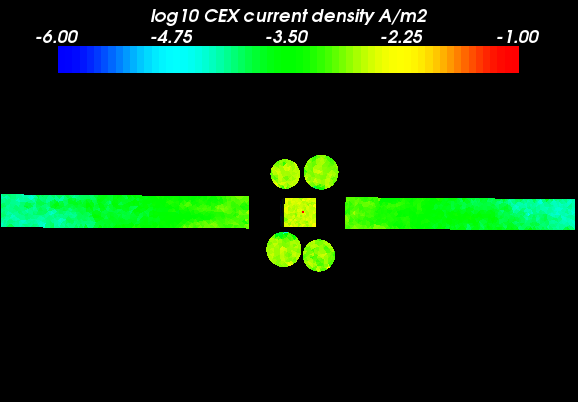 log10 CEX current density A/m2
-6.00 -4.75 -3.50 -2.25 -1.00